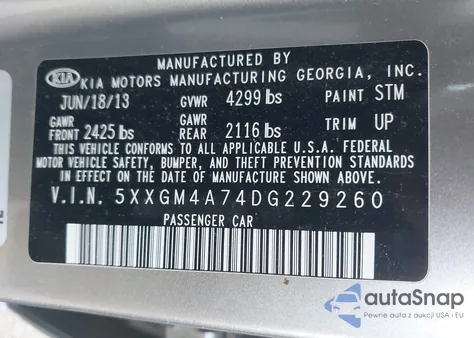 MANUFACTURED BY
KIA KIA MOTORS MANUFACTURING GEORGIA, INC.
JUN/18/13 GVWR 4299 lbs PAINT STM
GAWR FRONT 2425 lbs GAWR REAR 2116 lbs TRIM UP
THIS VEHICLE CONFORMS TO ALL APPLICABLE U.S.A. FEDERAL
MOTOR VEHICLE SAFETY, BUMPER, AND THEFT PREVENTION STANDARDS
IN EFFECT ON THE DATE OF MANUFACTURE SHOWN ABOVE.
V.I.N. 5XXGM4A74DG229260
PASSENGER CAR
autaSnap
Pewne auta z aukcji USA i EU